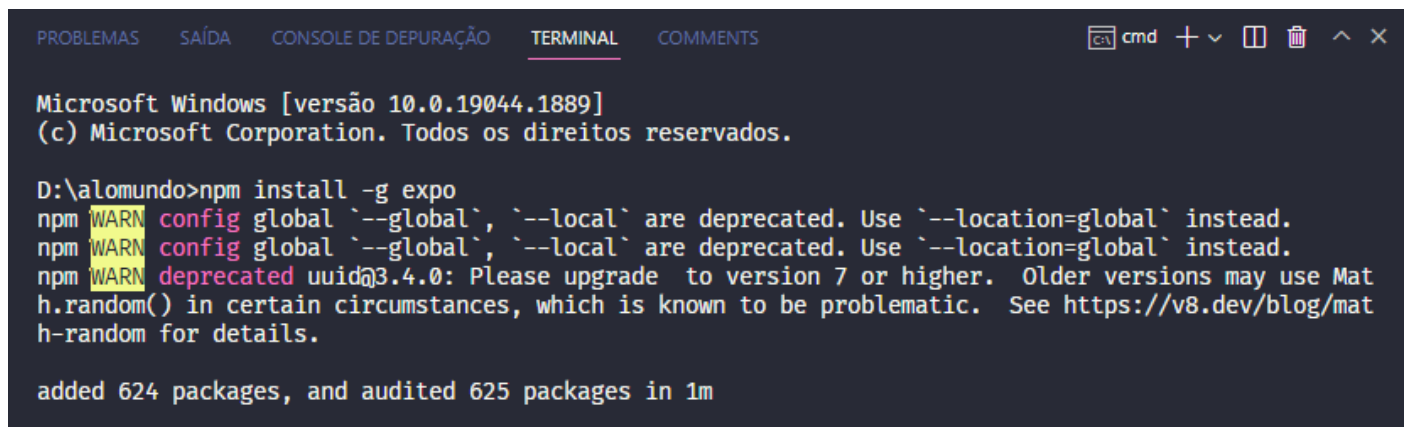 PROBLEMAS SAÍDA CONSOLE DE DEPURAÇÃO TERMINAL COMMENTS cmd
Microsoft Windows [versão 10.0.19044.1889]
(c) Microsoft Corporation. Todos os direitos reservados.
D:\alomundo>npm install -g expo
npm WARN config global `--global`, `--local` are deprecated. Use `--location=global` instead.
npm WARN config global `--global`, `--local` are deprecated. Use `--location=global` instead.
npm WARN deprecated uuid@3.4.0: Please upgrade  to version 7 or higher.  Older versions may use Mat
h.random() in certain circumstances, which is known to be problematic.  See https://v8.dev/blog/mat
h-random for details.
added 624 packages, and audited 625 packages in 1m